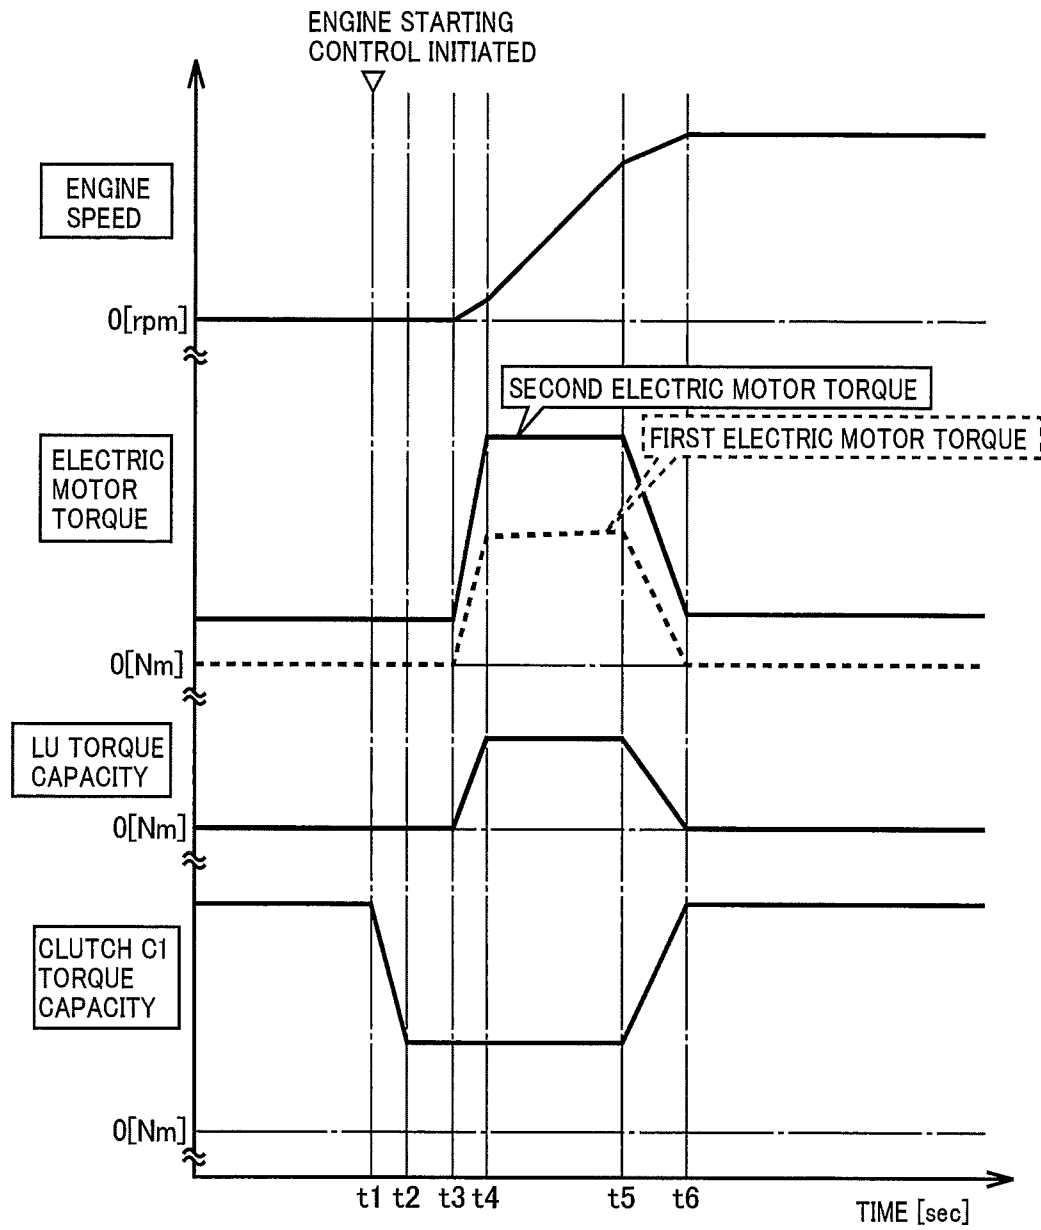 ENGINE STARTING
CONTROL INITIATED
ENGINE
SPEED
0[rpm]
SECOND ELECTRIC MOTOR TORQUE
FIRST ELECTRIC MOTOR TORQUE
ELECTRIC
MOTOR
TORQUE
0[Nm]
LU TORQUE
CAPACITY
0[Nm]
CLUTCH C1
TORQUE
CAPACITY
0[Nm]
t1 t2 t3 t4 t5 t6
TIME [sec]